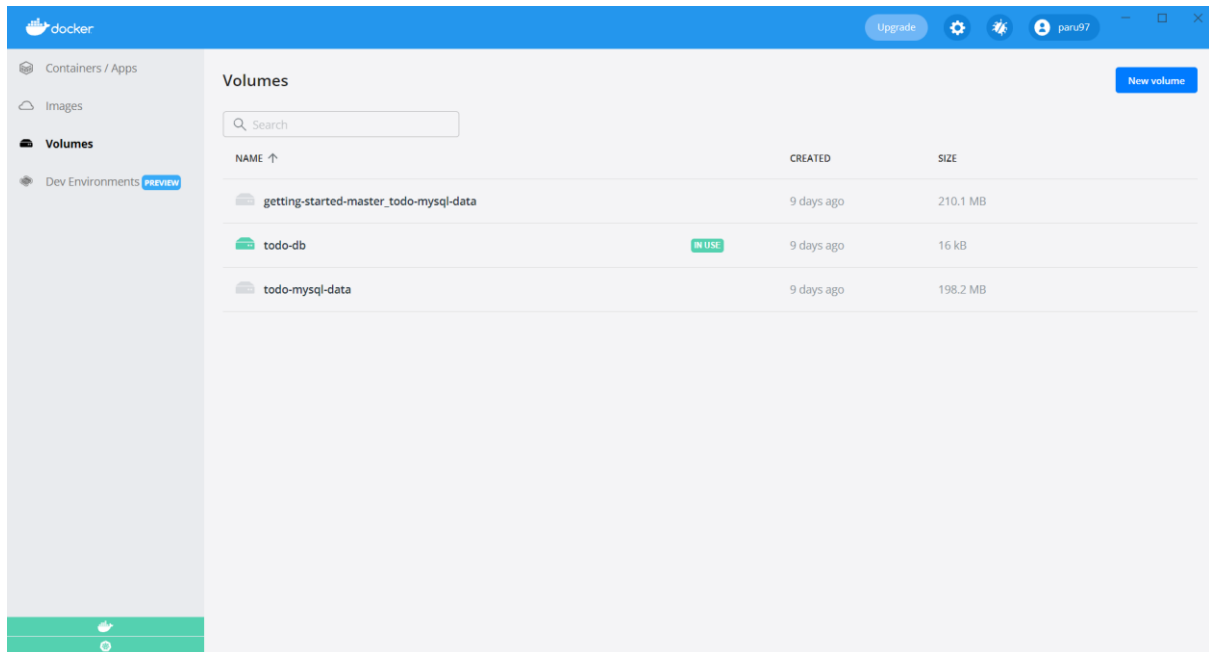 docker
Upgrade
paru97
Containers / Apps
Images
Volumes
Dev Environments PREVIEW
Volumes
New volume
Search
NAME CREATED SIZE
getting-started-master_todo-mysql-data 9 days ago 210.1 MB
todo-db IN USE 9 days ago 16 kB
todo-mysql-data 9 days ago 198.2 MB